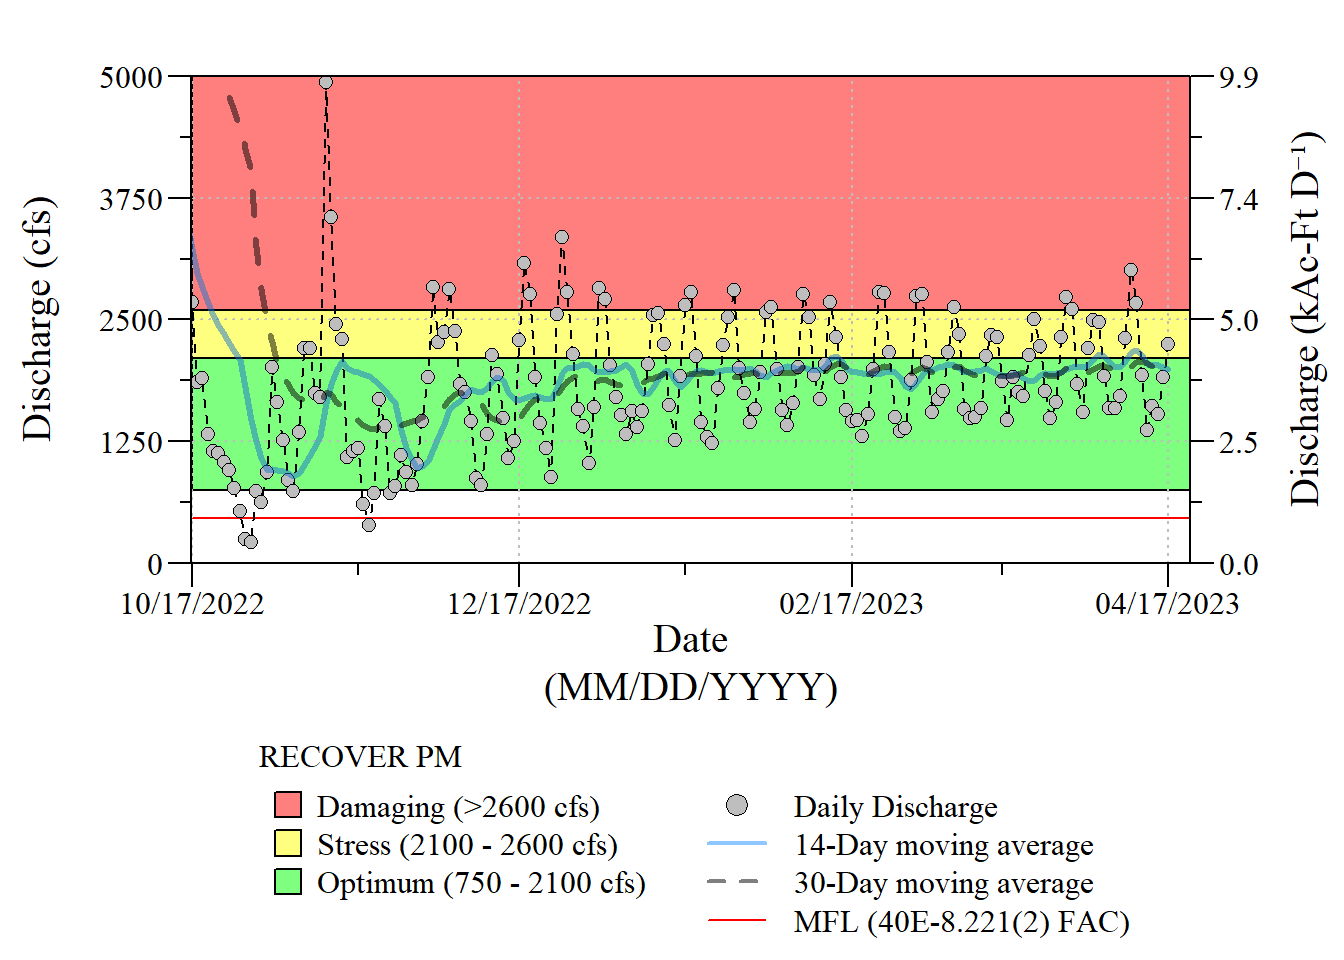 5000
3750
2500
1250
0
Discharge (cfs)
9.9
7.4
5.0
2.5
0.0
Discharge (kAc-Ft D⁻¹)
10/17/2022 12/17/2022 02/17/2023 04/17/2023
Date
(MM/DD/YYYY)
RECOVER PM
Damaging (>2600 cfs)
Stress (2100 - 2600 cfs)
Optimum (750 - 2100 cfs)
Daily Discharge
14-Day moving average
30-Day moving average
MFL (40E-8.221(2) FAC)